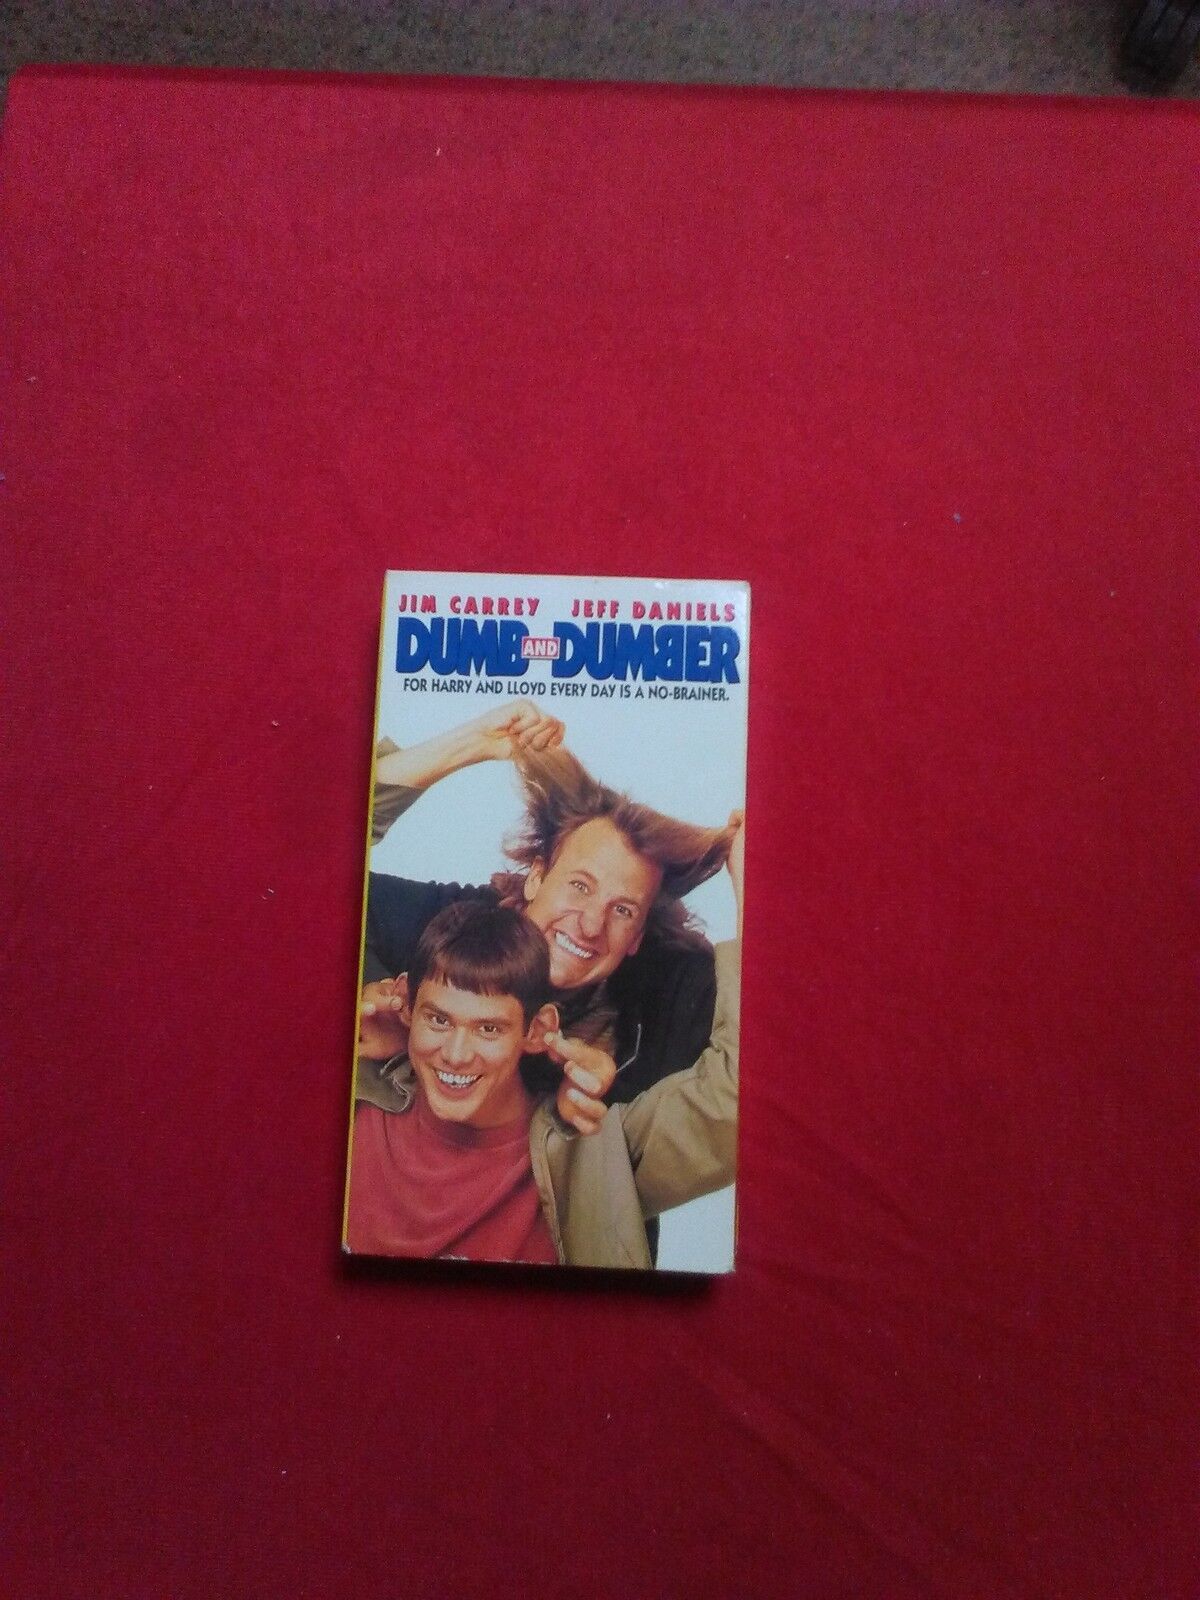 JIM CARREY JEFF DANIELS
DUMB AND DUMBER
FOR HARRY AND LLOYD EVERY DAY IS A NO-BRAINER.